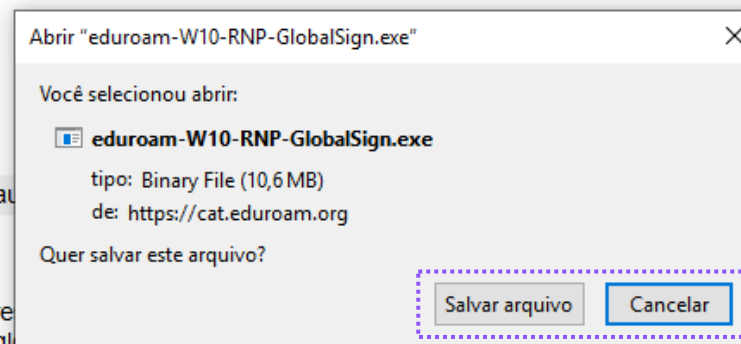 Abrir “eduroam-W10-RNP-GlobalSign.exe”
Você selecionou abrir:
eduroam-W10-RNP-GlobalSign.exe
tipo: Binary File (10,6 MB)
de: https://cat.eduroam.org
Quer salvar este arquivo?
Salvar arquivo Cancelar